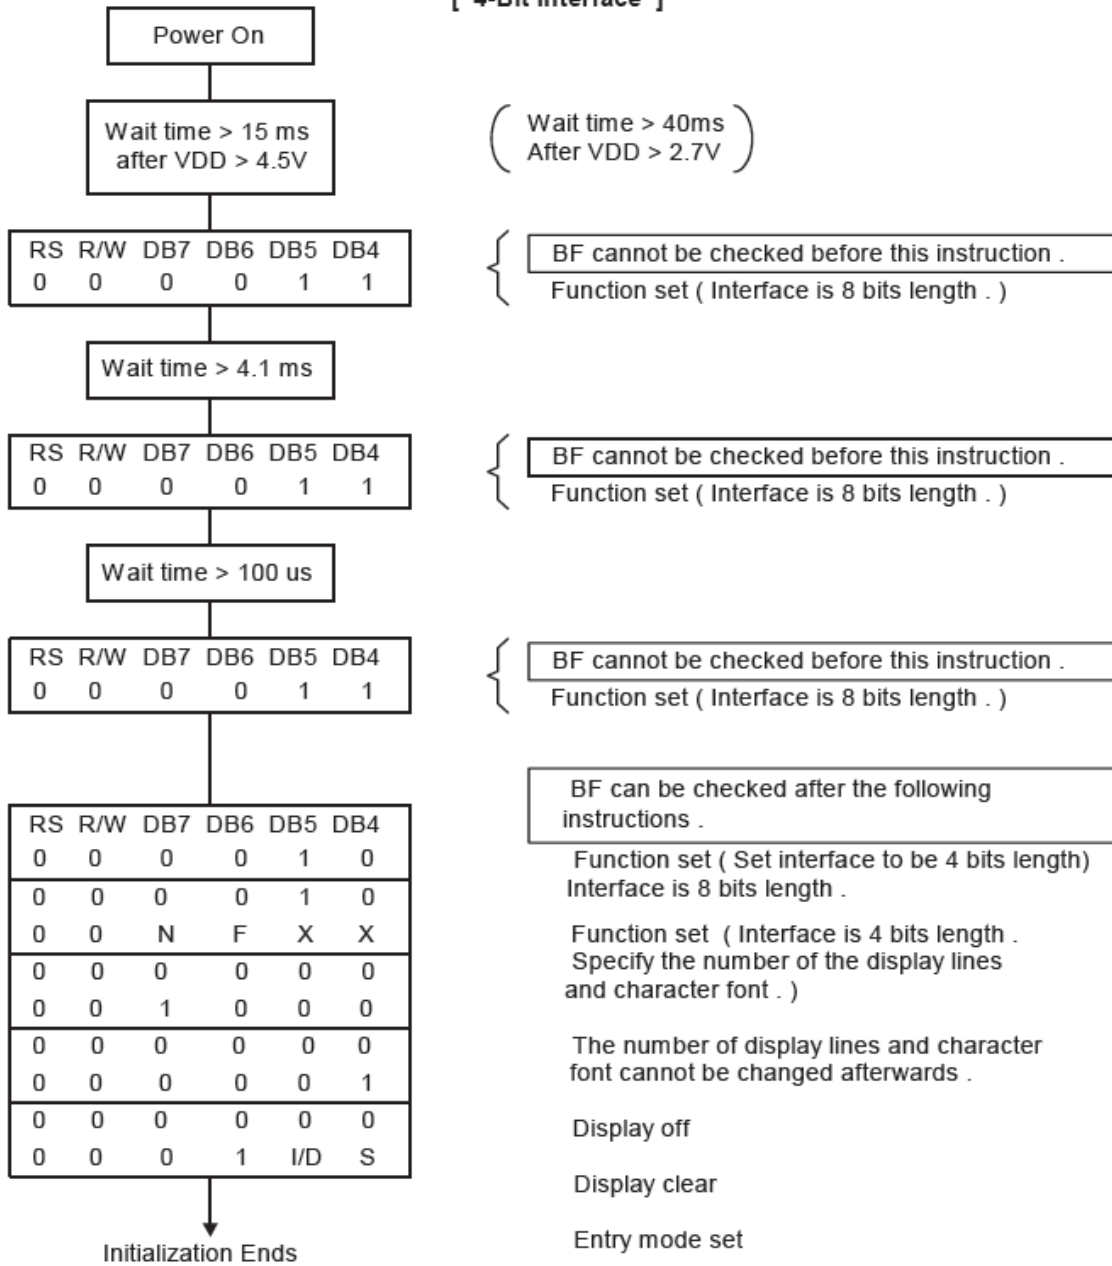 [ 4-Bit Interface ]
Power On
Wait time > 15 ms
after VDD > 4.5V
Wait time > 40ms
After VDD > 2.7V
RS R/W DB7 DB6 DB5 DB4
0 0 0 0 1 1
BF cannot be checked before this instruction .
Function set ( Interface is 8 bits length . )
Wait time > 4.1 ms
RS R/W DB7 DB6 DB5 DB4
0 0 0 0 1 1
BF cannot be checked before this instruction .
Function set ( Interface is 8 bits length . )
Wait time > 100 us
RS R/W DB7 DB6 DB5 DB4
0 0 0 0 1 1
BF cannot be checked before this instruction .
Function set ( Interface is 8 bits length . )
RS R/W DB7 DB6 DB5 DB4
0 0 0 0 1 0
0 0 0 0 1 0
0 0 N F X X
0 0 0 0 0 0
0 0 1 0 0 0
0 0 0 0 0 0
0 0 0 0 0 1
0 0 0 0 0 0
0 0 0 1 I/D S
BF can be checked after the following
instructions .
Function set ( Set interface to be 4 bits length)
Interface is 8 bits length .
Function set ( Interface is 4 bits length .
Specify the number of the display lines
and character font . )
The number of display lines and character
font cannot be changed afterwards .
Display off
Display clear
Entry mode set
Initialization Ends